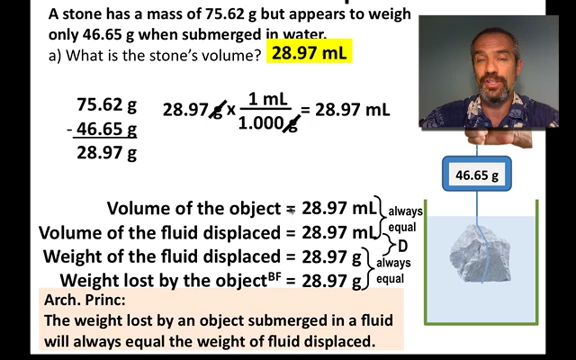 A stone has a mass of 75.62 g but appears to weigh
only 46.65 g when submerged in water.
a) What is the stone's volume? 28.97 mL
75.62 g
- 46.65 g
28.97 g
28.97 g x 1 mL / 1.000 g = 28.97 mL
46.65 g
Volume of the object = 28.97 mL
Volume of the fluid displaced = 28.97 mL
always
equal
D
Weight of the fluid displaced = 28.97 g
Weight lost by the objectBF = 28.97 g
always
equal
Arch. Princ:
The weight lost by an object submerged in a fluid
will always equal the weight of fluid displaced.